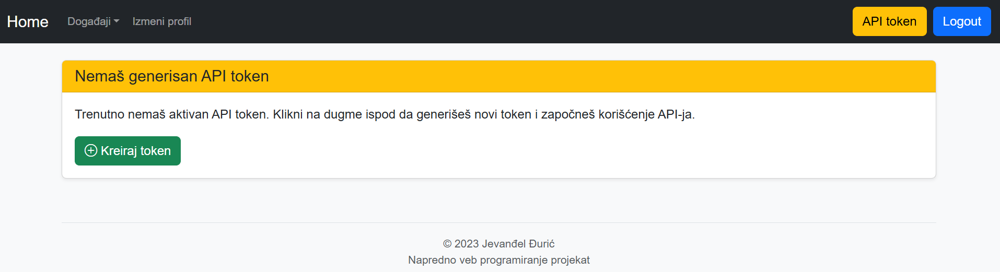 Home Događaji Izmeni profil API token Logout
Nemaš generisan API token
Trenutno nemaš aktivan API token. Klikni na dugme ispod da generišeš novi token i započneš korišćenje API-ja.
Kreiraj token
© 2023 Jevanđel Đurić
Napredno veb programiranje projekat